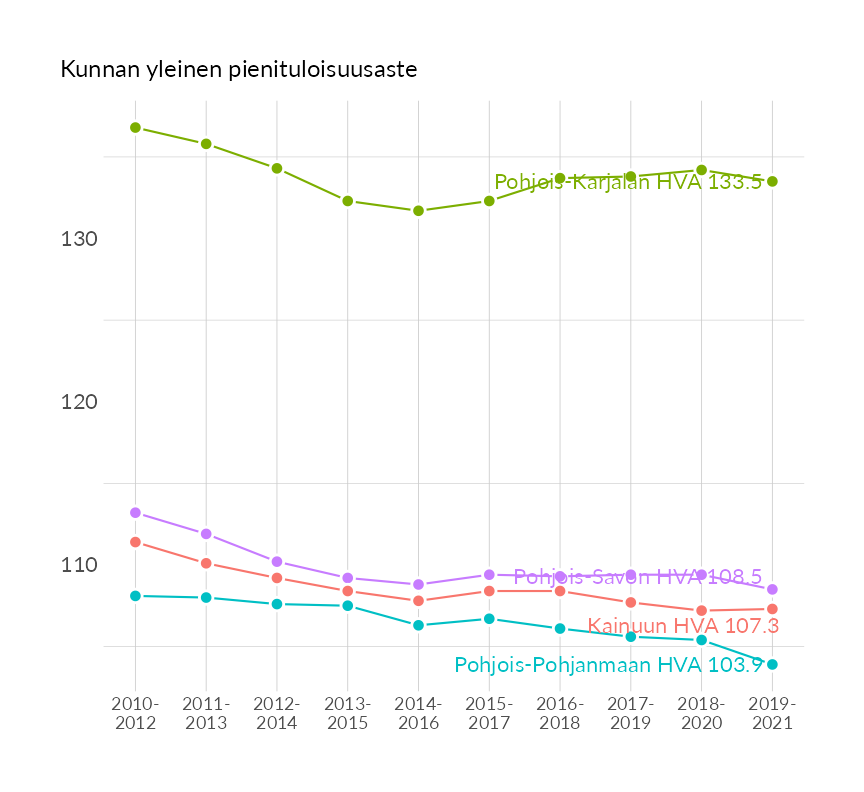 Kunnan yleinen pienituloisuusaste
Pohjois-Karjalan HVA 133.5
130
120
110
Pohjois-Savon HVA 108.5
Kainuun HVA 107.3
Pohjois-Pohjanmaan HVA 103.9
2010- 2011- 2012- 2013- 2014- 2015- 2016- 2017- 2018- 2019-
2012 2013 2014 2015 2016 2017 2018 2019 2020 2021